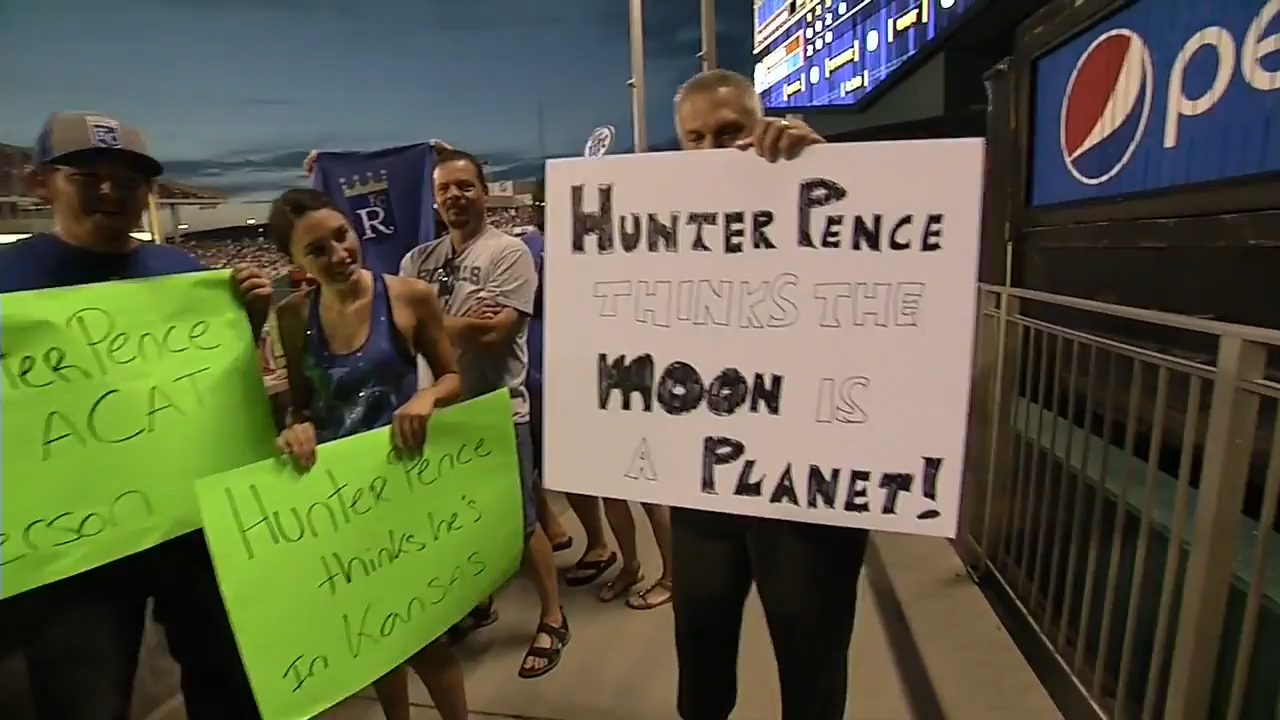 HUNTER PENCE
THINKS THE
MOON IS
A PLANET!
Hunter Pence
thinks he's
In Kansas
terPence
A CAT
erson
KC
R
pe